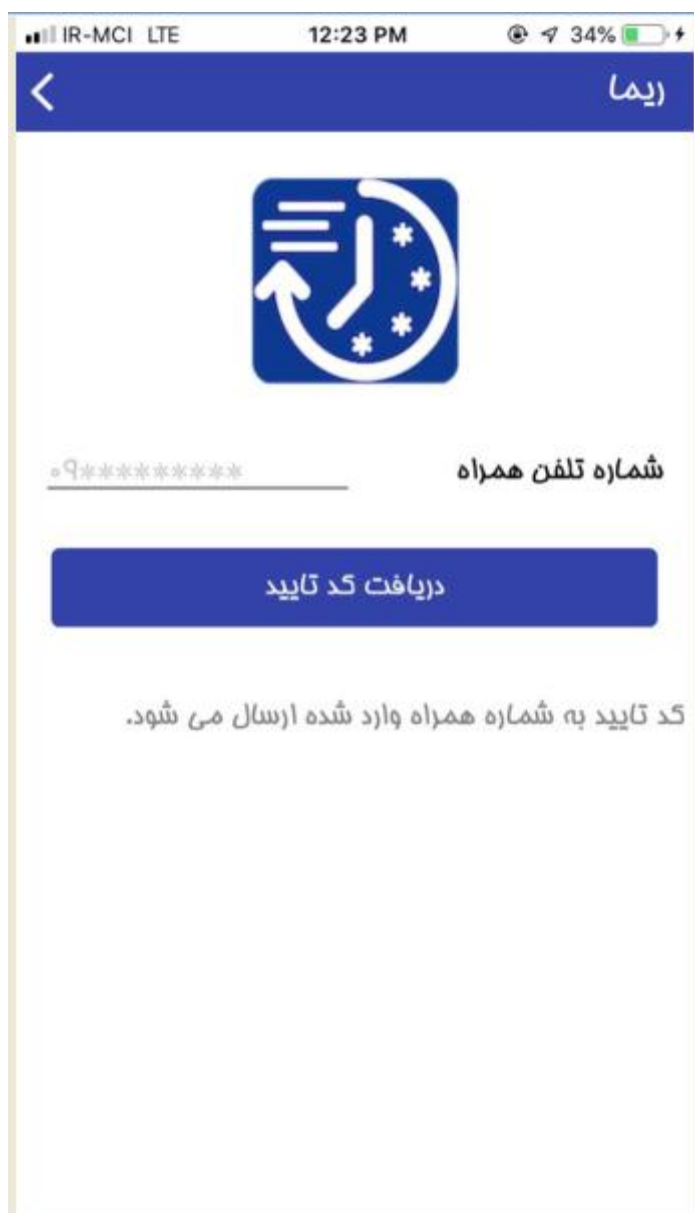 IR-MCI LTE 12:23 PM 34%
ریما
شماره تلفن همراه ۰۹*********
دریافت کد تایید
کد تایید به شماره همراه وارد شده ارسال می شود.